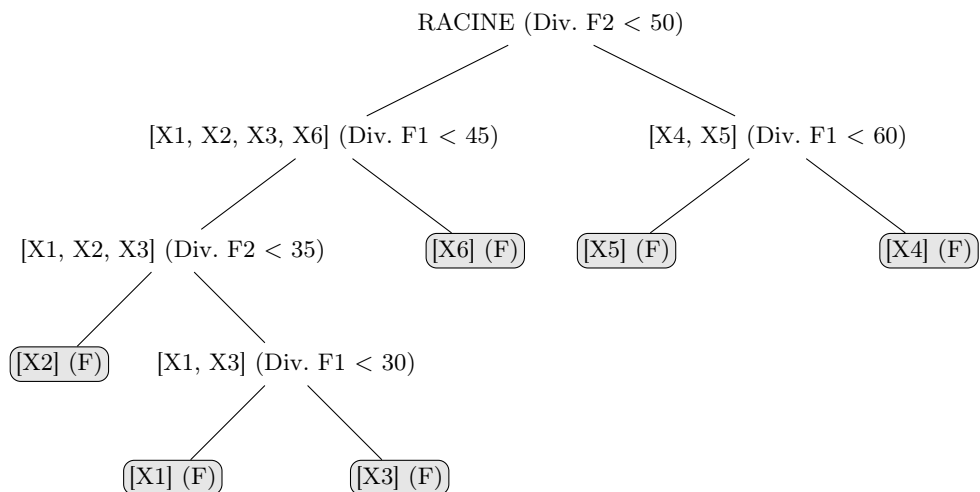 RACINE (Div. F2 < 50)
[X1, X2, X3, X6] (Div. F1 < 45)
[X4, X5] (Div. F1 < 60)
[X1, X2, X3] (Div. F2 < 35)
[X6] (F)
[X5] (F)
[X4] (F)
[X2] (F)
[X1, X3] (Div. F1 < 30)
[X1] (F)
[X3] (F)